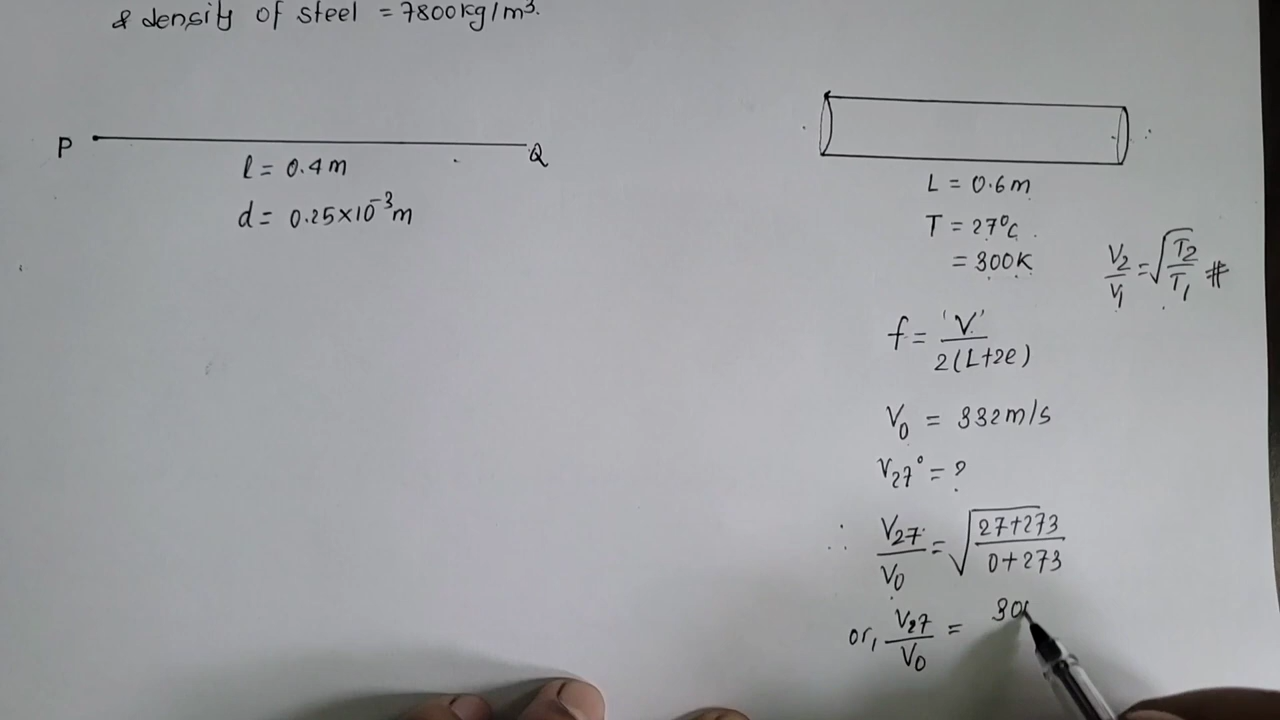 & density of steel = 7800kg/m³.
P
Q
l = 0.4m
d = 0.25×10⁻³m
L = 0.6m
T = 27°C .
= 300K
V₂/V₁ = √T₂/T₁ #
f = 'V'/2(L+2e)
V₀ = 332m/s
V₂₇° = ?
∴ V₂₇/V₀ = √27+273/0+273
or, V₂₇/V₀ = 300